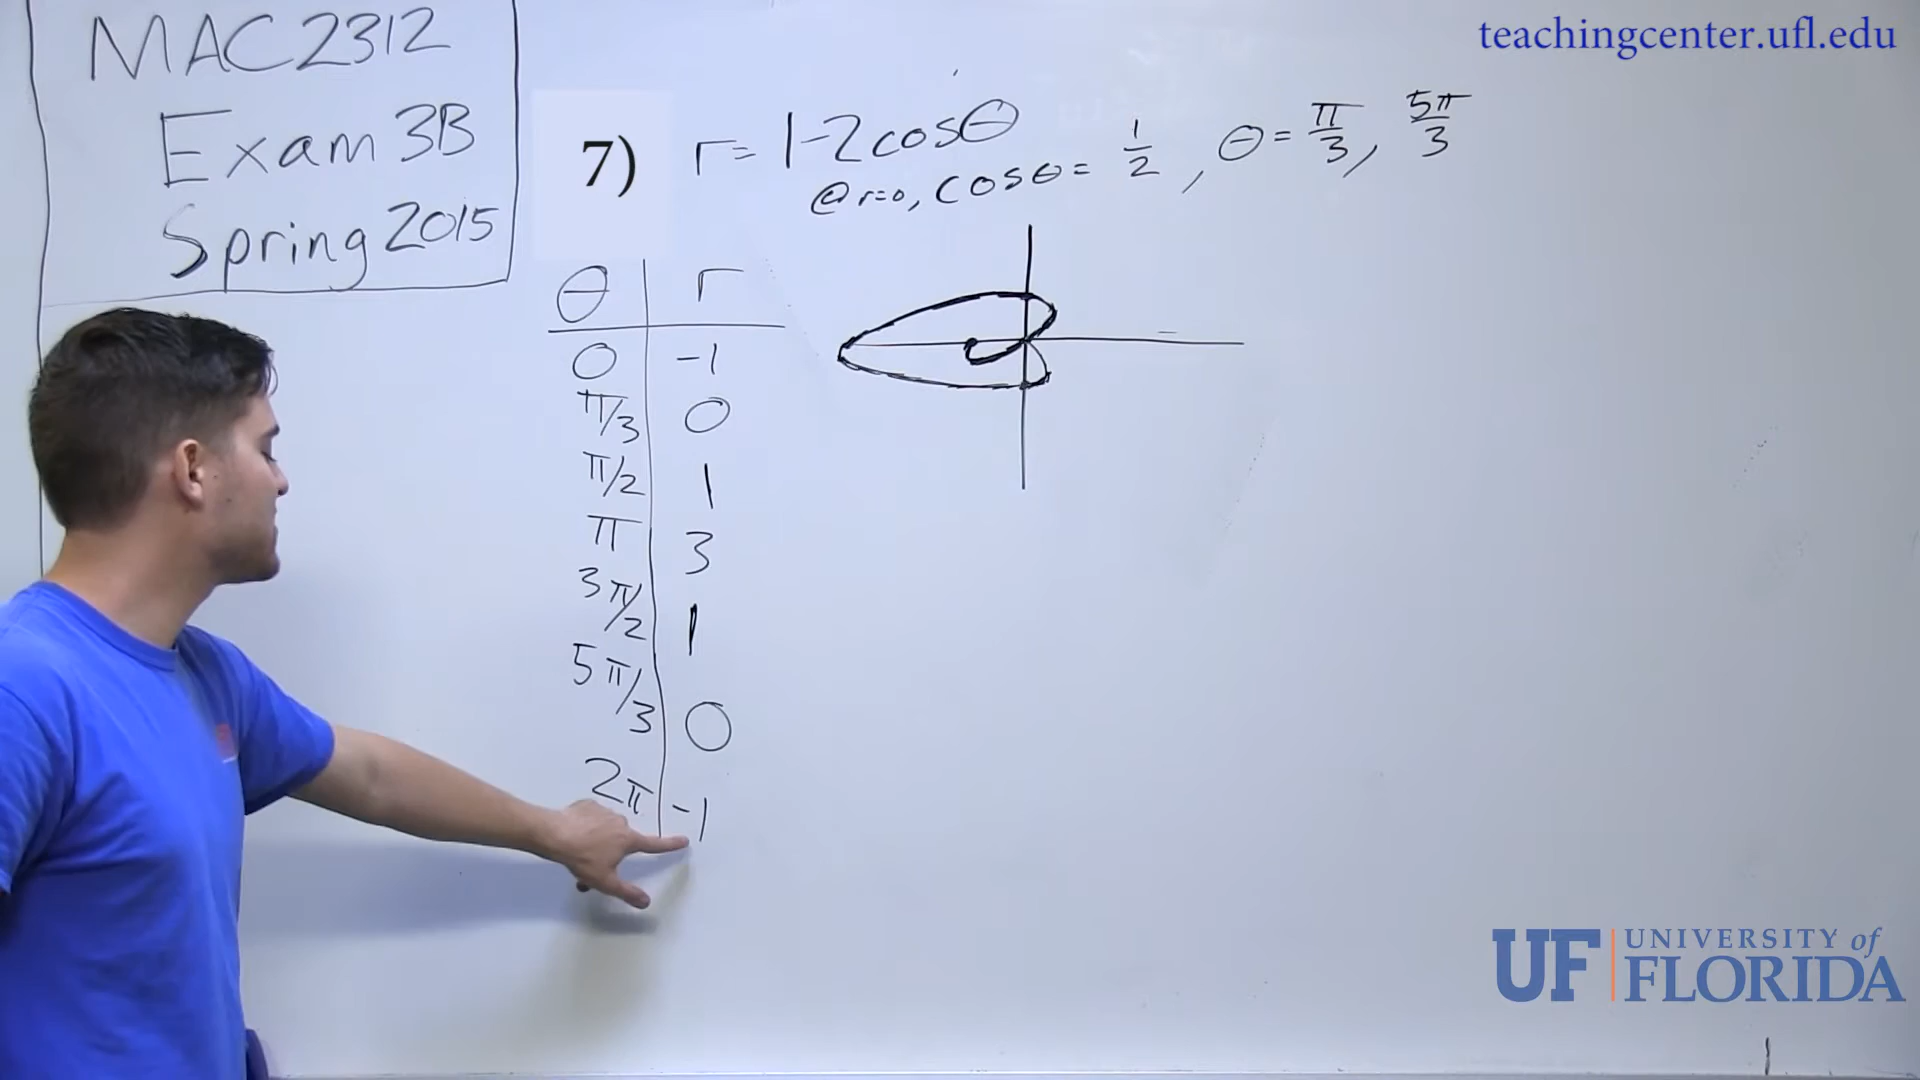 MAC2312
Exam 3B
Spring 2015
teachingcenter.ufl.edu
7) r = 1-2cosθ
@ r=0, cosθ = 1/2, θ = π/3, 5π/3
θ r
0 -1
π/3 0
π/2 1
π 3
3π/2 1
5π/3 0
2π -1
UF UNIVERSITY of
FLORIDA